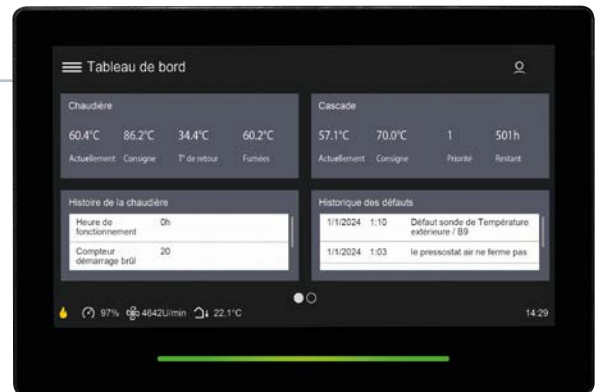 Tableau de bord
Chaudière
60.4°C 86.2°C 34.4°C 60.2°C
Actuellement Consigne T° de retour Fumées
Cascade
57.1°C 70.0°C 1 501h
Actuellement Consigne Priorité Restant
Histoire de la chaudière
Heure de fonctionnement 0h
Compteur démarrage brûl 20
Historique des défauts
1/1/2024 1:10 Défaut sonde de Température
extérieure / B9
1/1/2024 1:03 le pressostat air ne ferme pas
97% 4642U/min 22.1°C 14:29